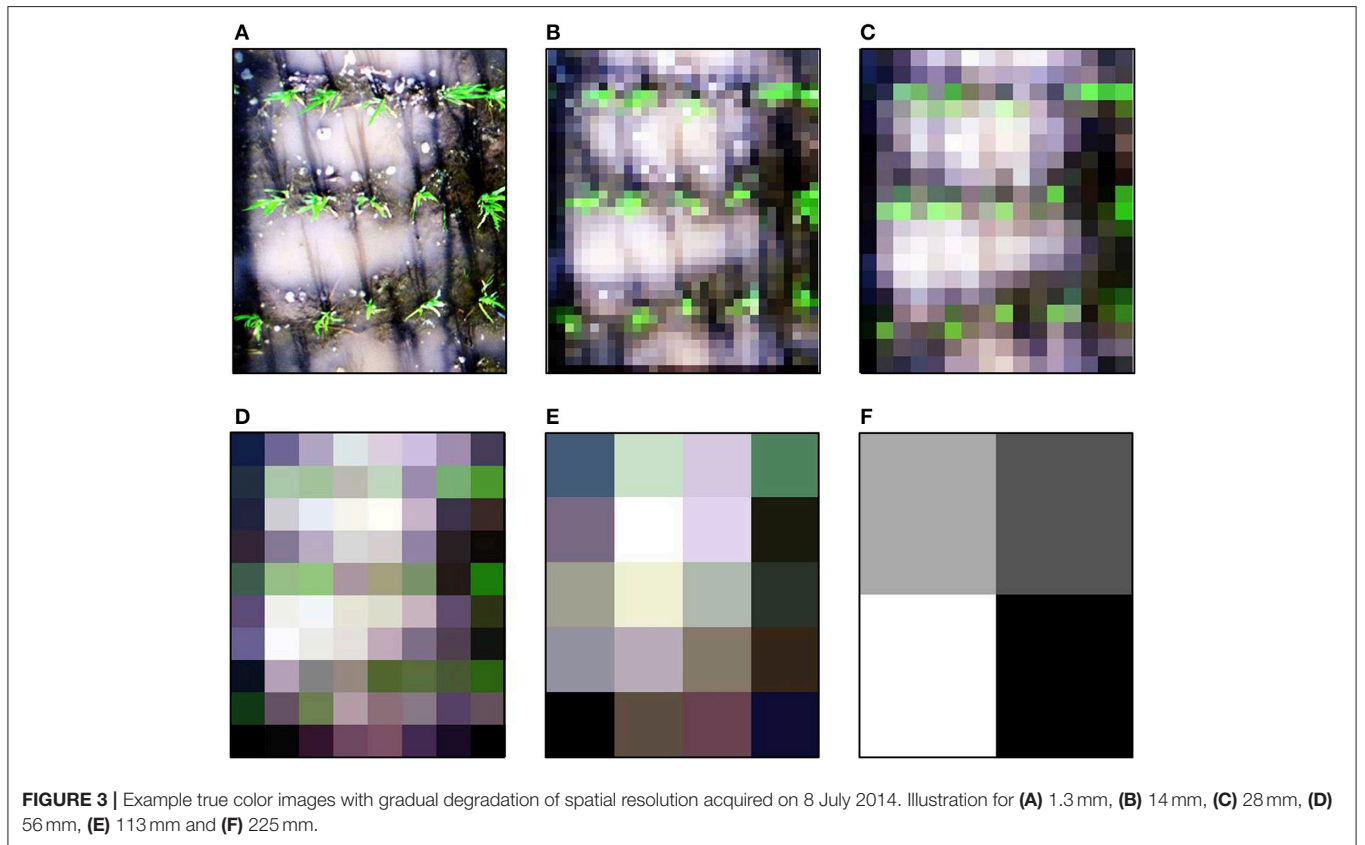 A
B
C
D
E
F
FIGURE 3 | Example true color images with gradual degradation of spatial resolution acquired on 8 July 2014. Illustration for (A) 1.3 mm, (B) 14 mm, (C) 28 mm, (D)
56 mm, (E) 113 mm and (F) 225 mm.